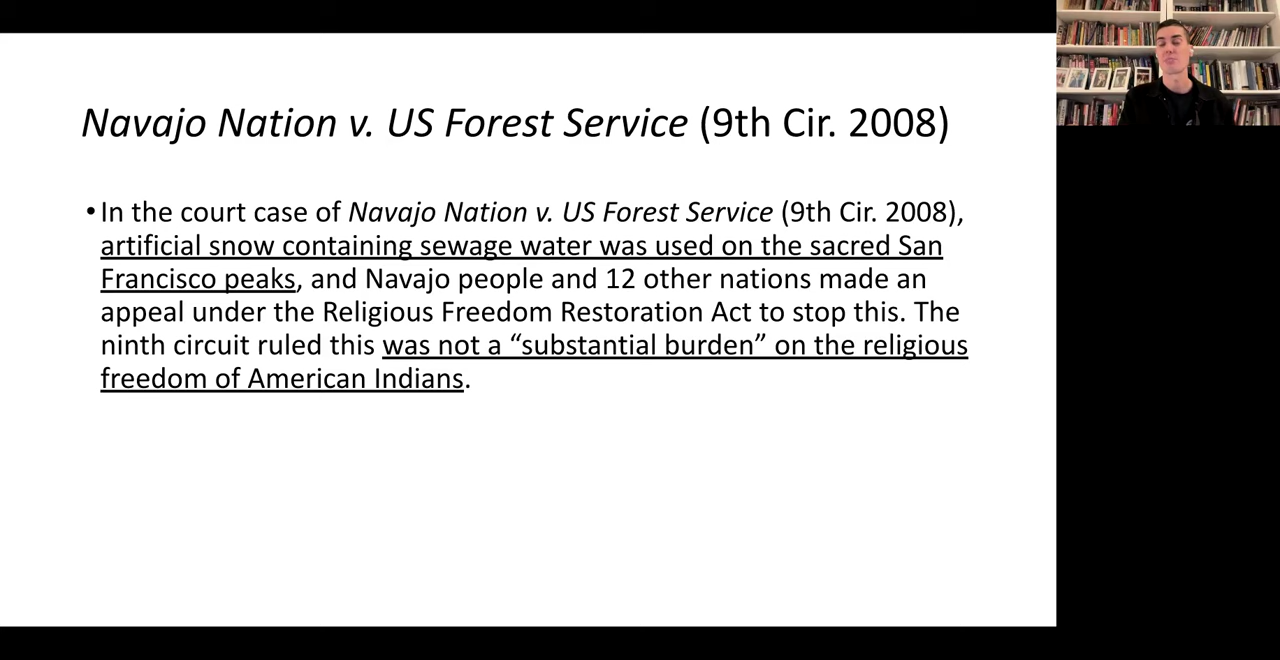 Navajo Nation v. US Forest Service (9th Cir. 2008)
•In the court case of Navajo Nation v. US Forest Service (9th Cir. 2008),
artificial snow containing sewage water was used on the sacred San
Francisco peaks, and Navajo people and 12 other nations made an
appeal under the Religious Freedom Restoration Act to stop this. The
ninth circuit ruled this was not a “substantial burden” on the religious
freedom of American Indians.